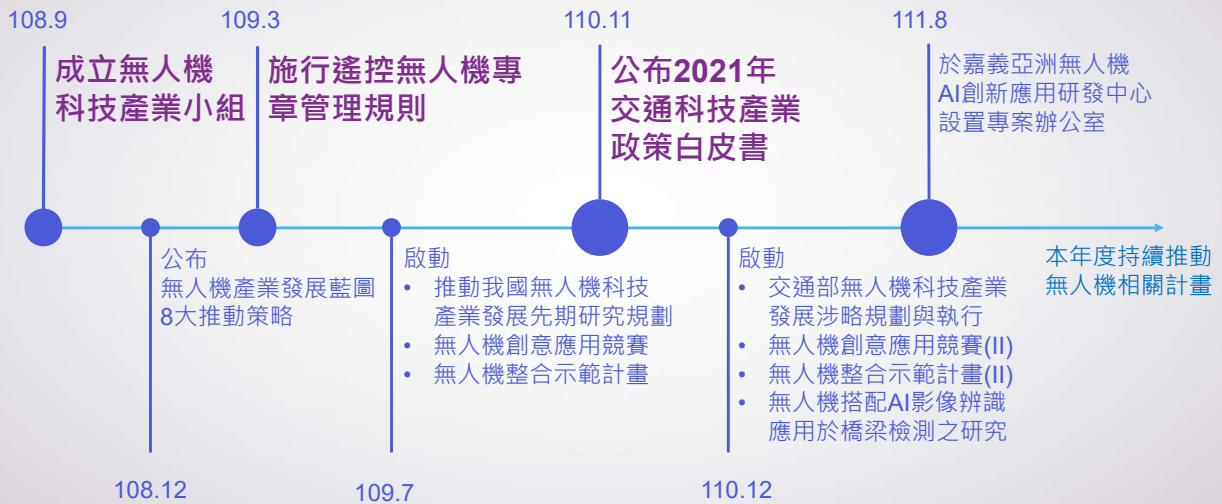 108.9
109.3
110.11
111.8
成立無人機
科技產業小組
施行遙控無人機專
章管理規則
公布2021年
交通科技產業
政策白皮書
於嘉義亞洲無人機
AI創新應用研發中心
設置專案辦公室
公布
無人機產業發展藍圖
8大推動策略
啟動
• 推動我國無人機科技
產業發展先期研究規劃
• 無人機創意應用競賽
• 無人機整合示範計畫
啟動
• 交通部無人機科技產業
發展涉略規劃與執行
• 無人機創意應用競賽(II)
• 無人機整合示範計畫(II)
• 無人機搭配AI影像辨識
應用於橋梁檢測之研究
本年度持續推動
無人機相關計畫
108.12
109.7
110.12